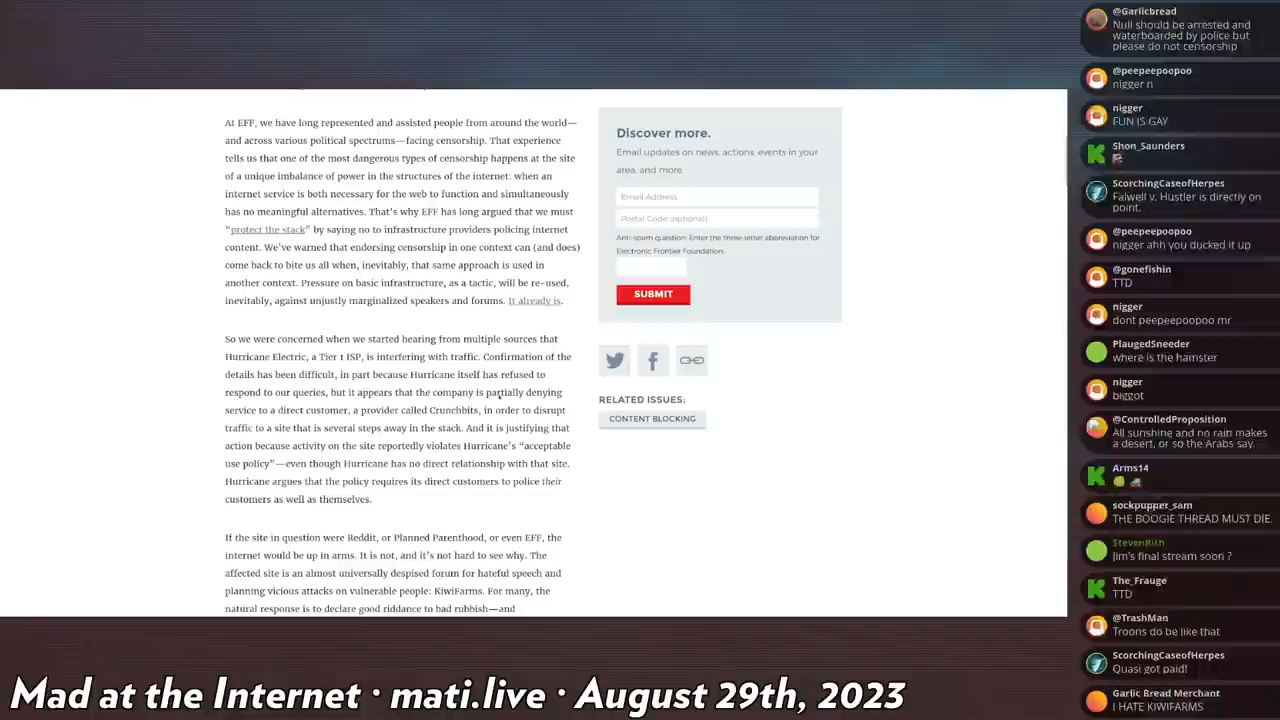 At EFF, we have long represented and assisted people from around the world—
and across various political spectrums—facing censorship. That experience
tells us that one of the most dangerous types of censorship happens at the site
of a unique imbalance of power in the structures of the internet: when an
internet service is both necessary for the web to function and simultaneously
has no meaningful alternatives. That's why EFF has long argued that we must
“protect the stack” by saying no to infrastructure providers policing internet
content. We've warned that endorsing censorship in one context can (and does)
come back to bite us all when, inevitably, that same approach is used in
another context. Pressure on basic infrastructure, as a tactic, will be re-used,
inevitably, against unjustly marginalized speakers and forums. It already is.
So we were concerned when we started hearing from multiple sources that
Hurricane Electric, a Tier 1 ISP, is interfering with traffic. Confirmation of the
details has been difficult, in part because Hurricane itself has refused to
respond to our queries, but it appears that the company is partially denying
service to a direct customer, a provider called Crunchbits, in order to disrupt
traffic to a site that is several steps away in the stack. And it is justifying that
action because activity on the site reportedly violates Hurricane's “acceptable
use policy”—even though Hurricane has no direct relationship with that site.
Hurricane argues that the policy requires its direct customers to police their
customers as well as themselves.
If the site in question were Reddit, or Planned Parenthood, or even EFF, the
internet would be up in arms. It is not, and it's not hard to see why. The
affected site is an almost universally despised forum for hateful speech and
planning vicious attacks on vulnerable people: KiwiFarms. For many, the
natural response is to declare good riddance to bad rubbish—and
Discover more.
Email updates on news, actions, events in your
area, and more.
Email Address
Postal Code (optional)
Anti-spam question: Enter the three-letter abbreviation for
Electronic Frontier Foundation:
SUBMIT
RELATED ISSUES:
CONTENT BLOCKING
@Garlicbread
Null should be arrested and
waterboarded by police but
please do not censorship
@peepeepoopoo
nigger n
nigger
FUN IS GAY
Shon_Saunders
ScorchingCaseofHerpes
Falwell v. Hustler is directly on
point.
@peepeepoopoo
nigger ahh you ducked it up
@gonefishin
TTD
nigger
dont peepeepoopoo mr
PlaugedSneeder
where is the hamster
nigger
biggot
@ControlledProposition
All sunshine and no rain makes
a desert, or so the Arabs say.
Arms14
sockpupper_sam
THE BOOGIE THREAD MUST DIE.
StevenRith
Jim's final stream soon ?
The_Frauge
TTD
@TrashMan
Troons do be like that
ScorchingCaseofHerpes
Quasi got paid!
Garlic Bread Merchant
I HATE KIWIFARMS
Mad at the Internet · mati.live · August 29th, 2023